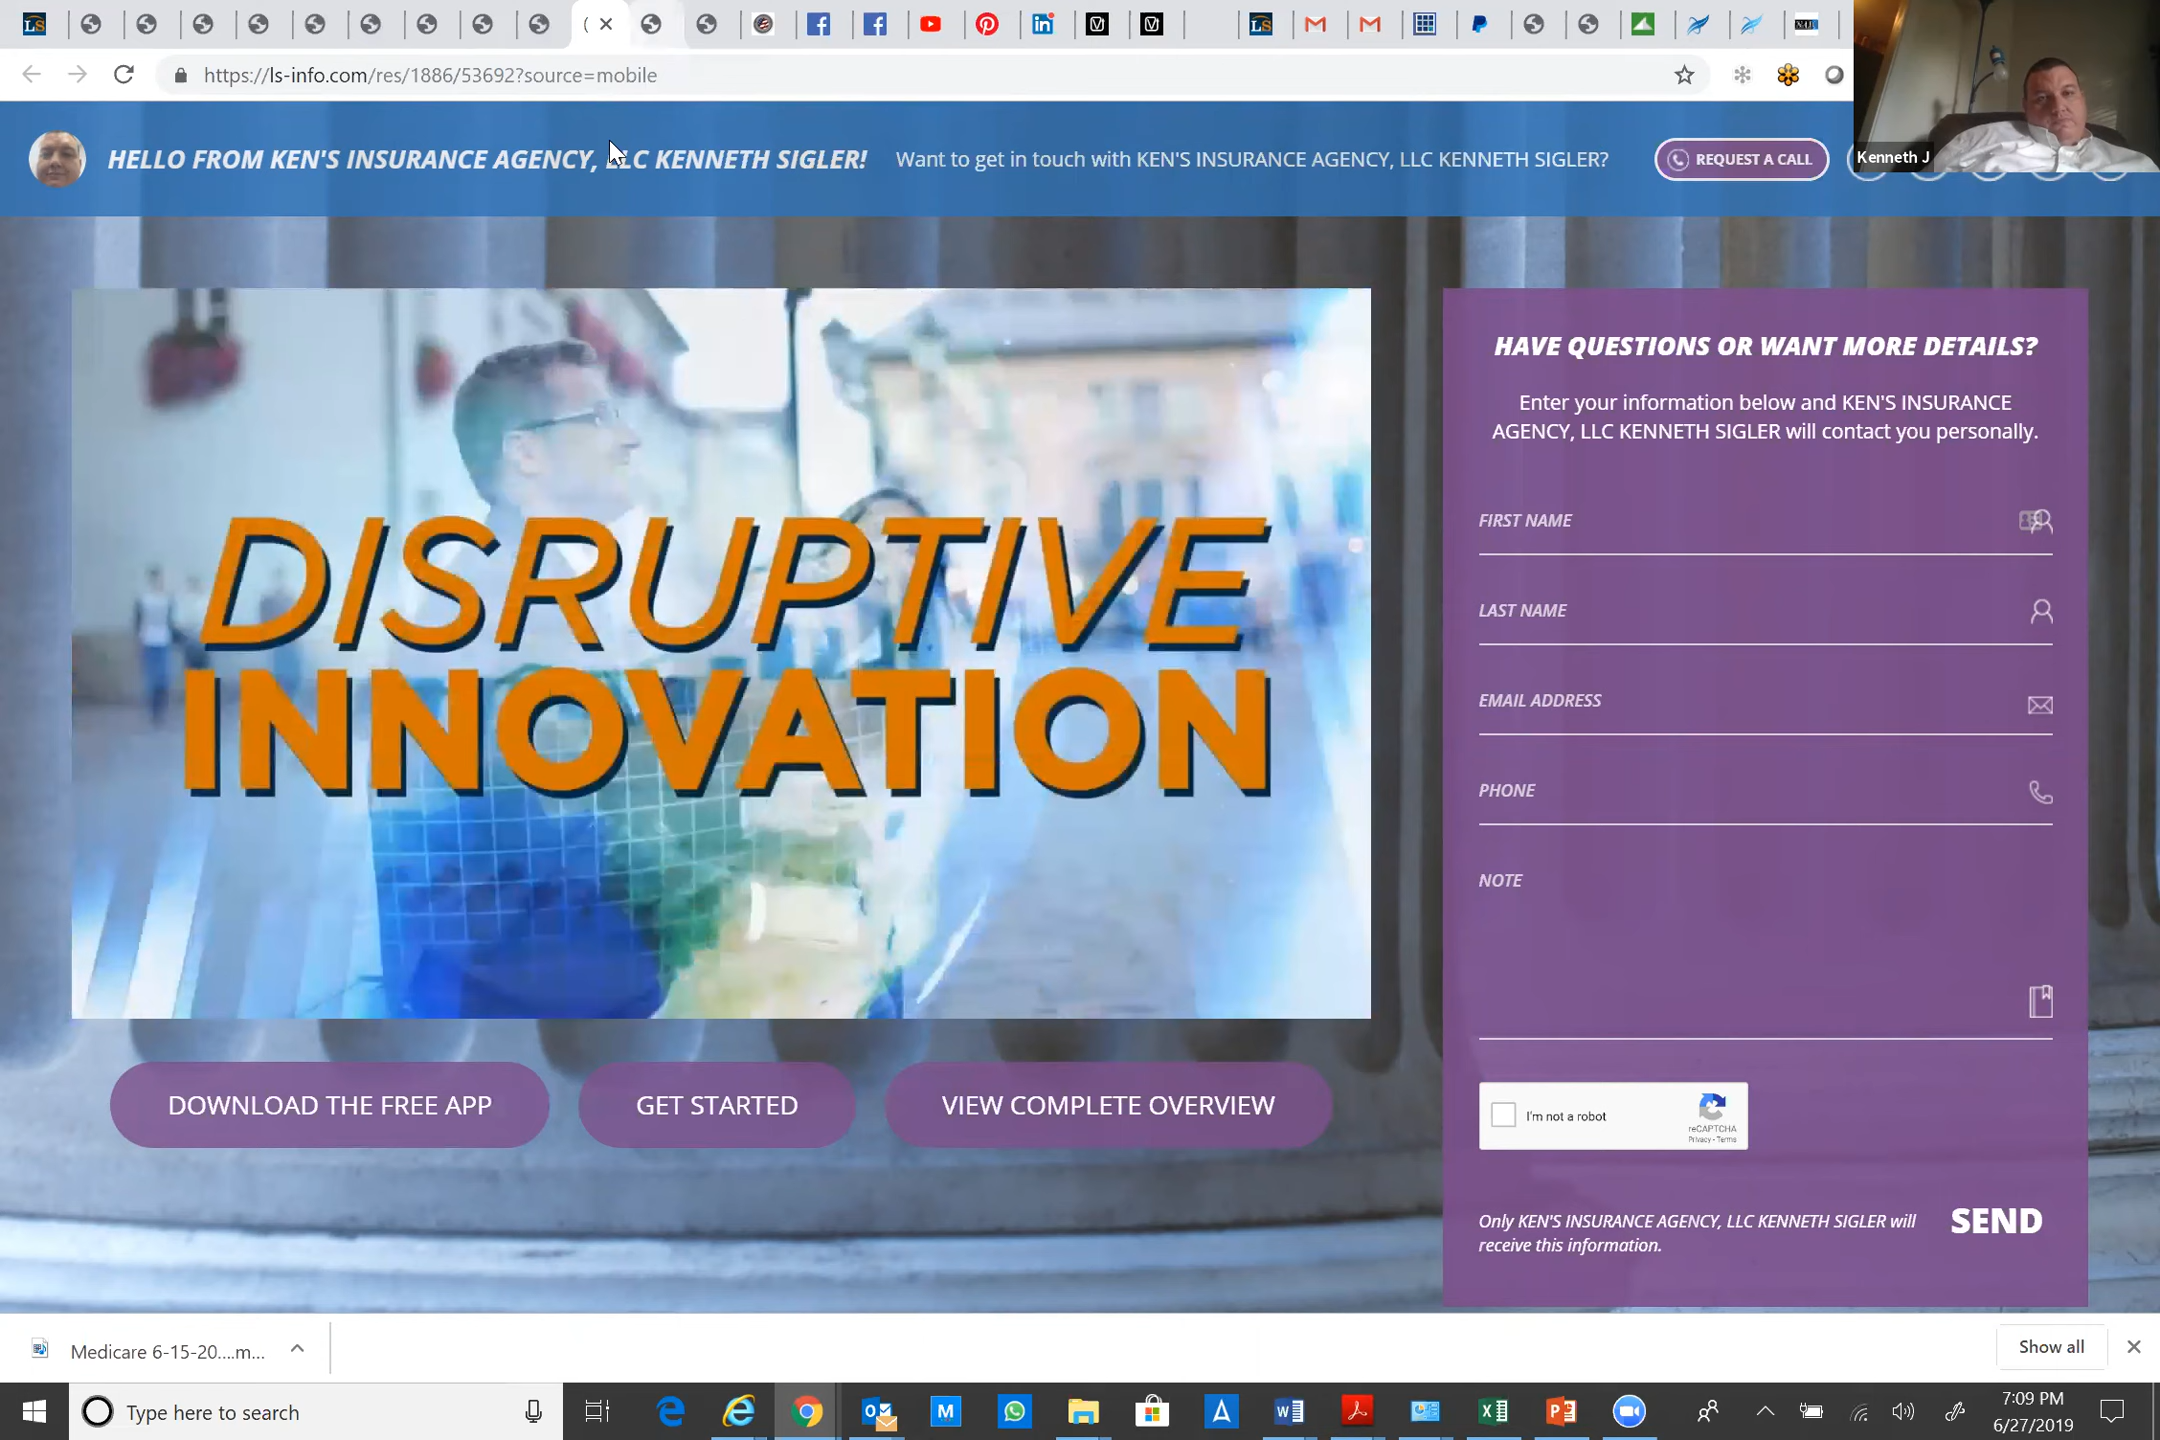 https://ls-info.com/res/1886/53692?source=mobile
HELLO FROM KEN'S INSURANCE AGENCY, LLC KENNETH SIGLER!
Want to get in touch with KEN'S INSURANCE AGENCY, LLC KENNETH SIGLER?
REQUEST A CALL
Kenneth J
DISRUPTIVE
INNOVATION
HAVE QUESTIONS OR WANT MORE DETAILS?
Enter your information below and KEN'S INSURANCE
AGENCY, LLC KENNETH SIGLER will contact you personally.
FIRST NAME
LAST NAME
EMAIL ADDRESS
PHONE
NOTE
I'm not a robot
reCAPTCHA
Privacy - Terms
Only KEN'S INSURANCE AGENCY, LLC KENNETH SIGLER will
receive this information.
SEND
DOWNLOAD THE FREE APP
GET STARTED
VIEW COMPLETE OVERVIEW
Medicare 6-15-20....m...
Show all
Type here to search
7:09 PM
6/27/2019